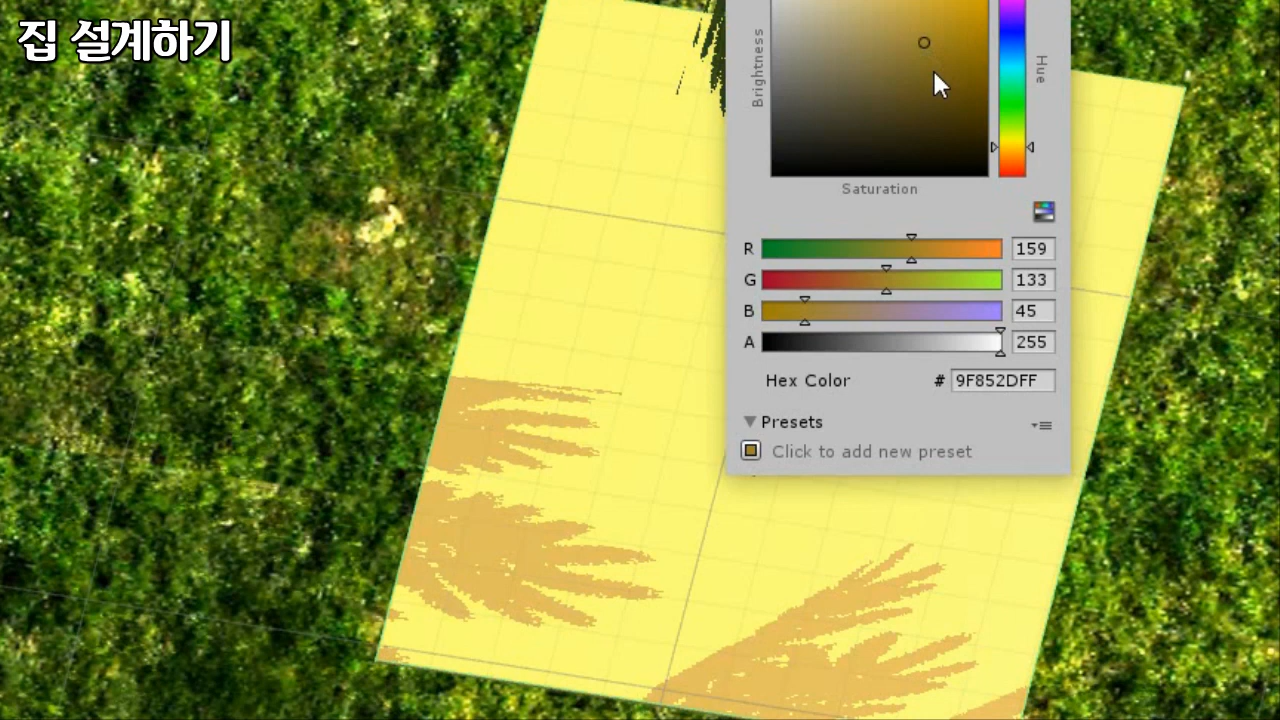 집 설계하기
Brightness
Hue
Saturation
R 159
G 133
B 45
A 255
Hex Color # 9F852DFF
Presets
Click to add new preset